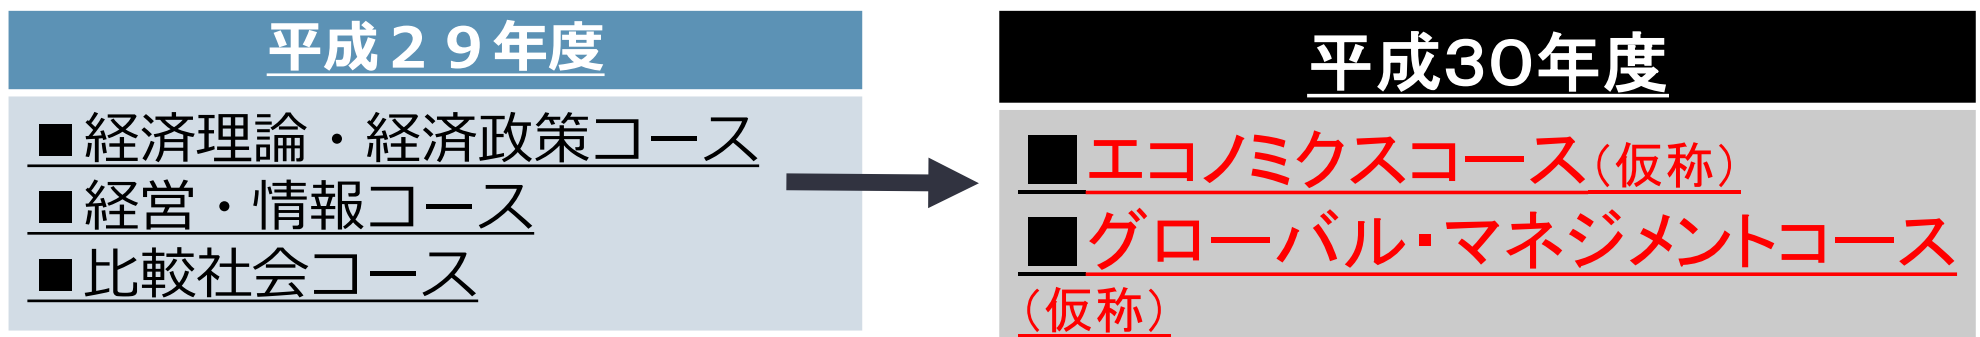 平成２９年度
■経済理論・経済政策コース
■経営・情報コース
■比較社会コース
平成30年度
■エコノミクスコース（仮称）
■グローバル・マネジメントコース
（仮称）